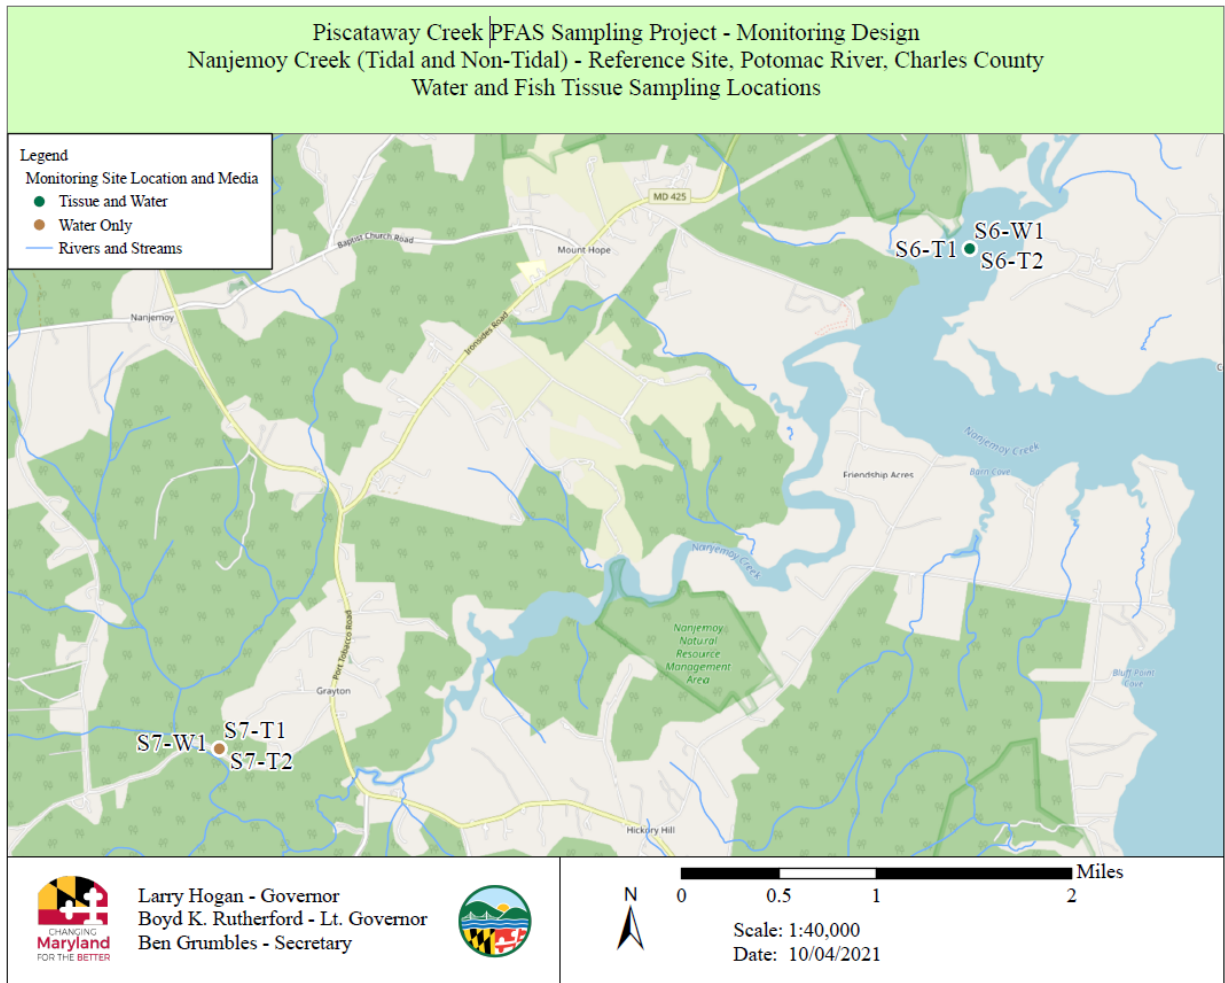 Piscataway Creek PFAS Sampling Project - Monitoring Design
Nanjemoy Creek (Tidal and Non-Tidal) - Reference Site, Potomac River, Charles County
Water and Fish Tissue Sampling Locations
Legend
Monitoring Site Location and Media
Tissue and Water
Water Only
Rivers and Streams
MD 425
Baptist Church Road
Mount Hope
S6-W1
S6-T1
S6-T2
Nanjemoy
Ironsides Road
Nanjemoy Creek
Barn Cove
Friendship Acres
Nanjemoy Creek
Nanjemoy
Natural
Resource
Management
Area
Port Tobacco Road
Bluff Point
Cove
Grayton
S7-T1
S7-W1
S7-T2
Hickory Hill
CHANGING
Maryland
FOR THE BETTER
Larry Hogan - Governor
Boyd K. Rutherford - Lt. Governor
Ben Grumbles - Secretary
N
Miles
0 0.5 1 2
Scale: 1:40,000
Date: 10/04/2021